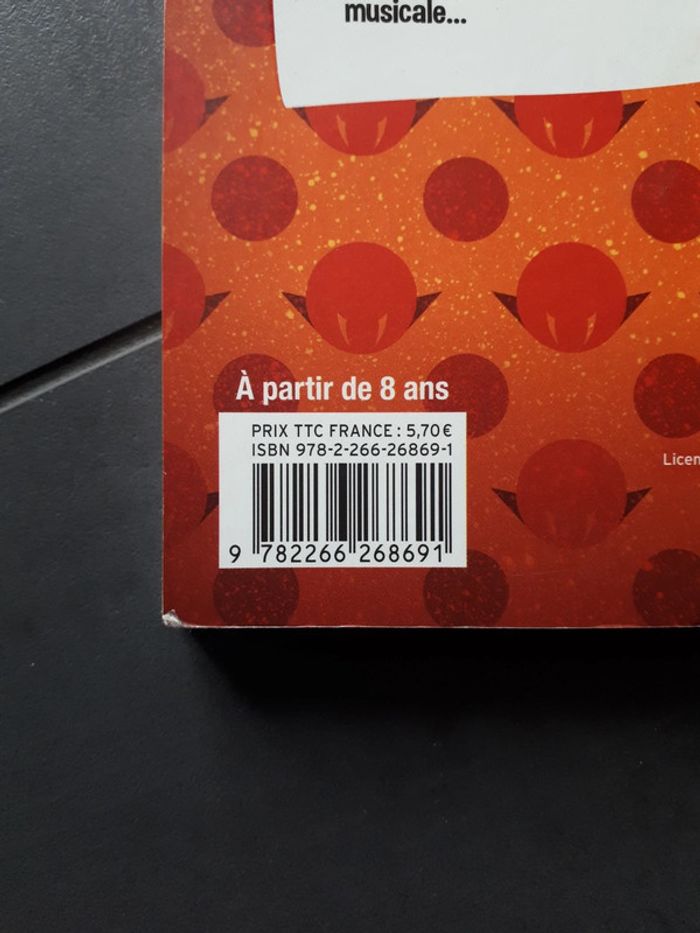 musicale...
À partir de 8 ans
PRIX TTC FRANCE : 5,70 €
ISBN 978-2-266-26869-1
Licen
9 782266 268691